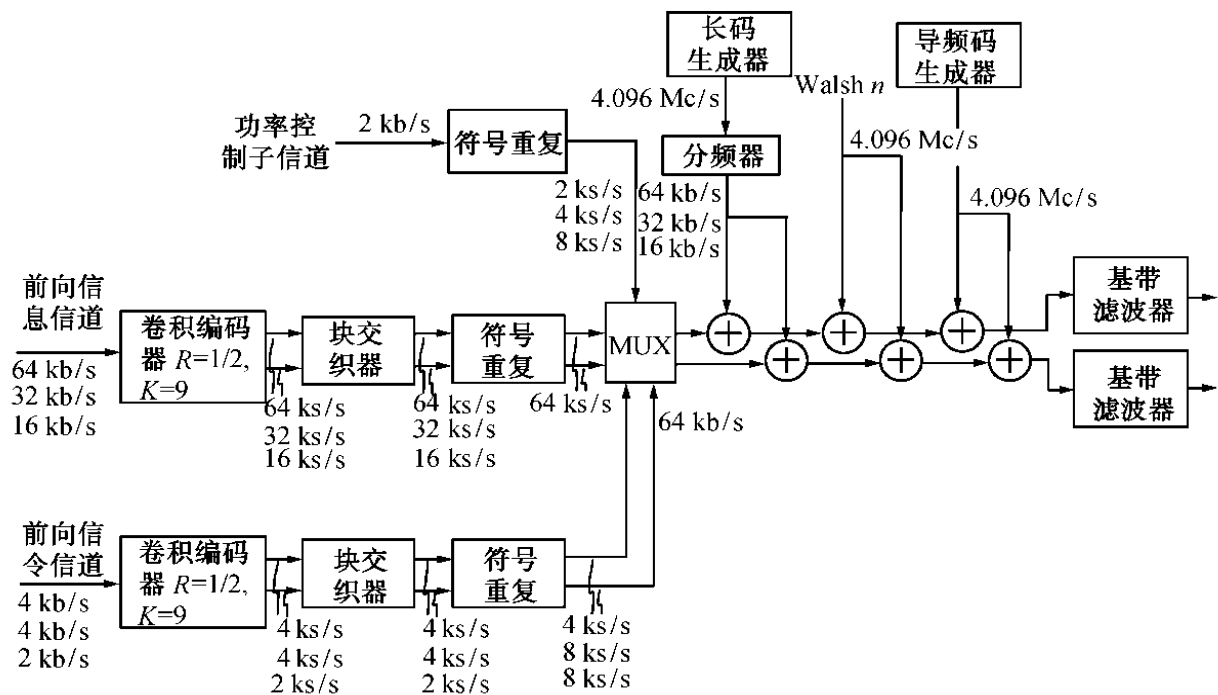 长码
生成器
导频码
生成器
4.096 Mc/s
Walsh n
功率控
制子信道
2 kb/s
符号重复
分频器
4.096 Mc/s
2 ks/s
4 ks/s
8 ks/s
64 kb/s
32 kb/s
16 kb/s
4.096 Mc/s
前向信
息信道
64 kb/s
32 kb/s
16 kb/s
卷积编码
器 R=1/2,
K=9
64 ks/s
32 ks/s
16 ks/s
块交
织器
64 ks/s
32 ks/s
16 ks/s
符号
重复
64 ks/s
MUX
64 kb/s
基带
滤波器
基带
滤波器
前向信
令信道
4 kb/s
4 kb/s
2 kb/s
卷积编码
器 R=1/2,
K=9
4 ks/s
4 ks/s
2 ks/s
块交
织器
4 ks/s
4 ks/s
2 ks/s
符号
重复
4 ks/s
8 ks/s
8 ks/s